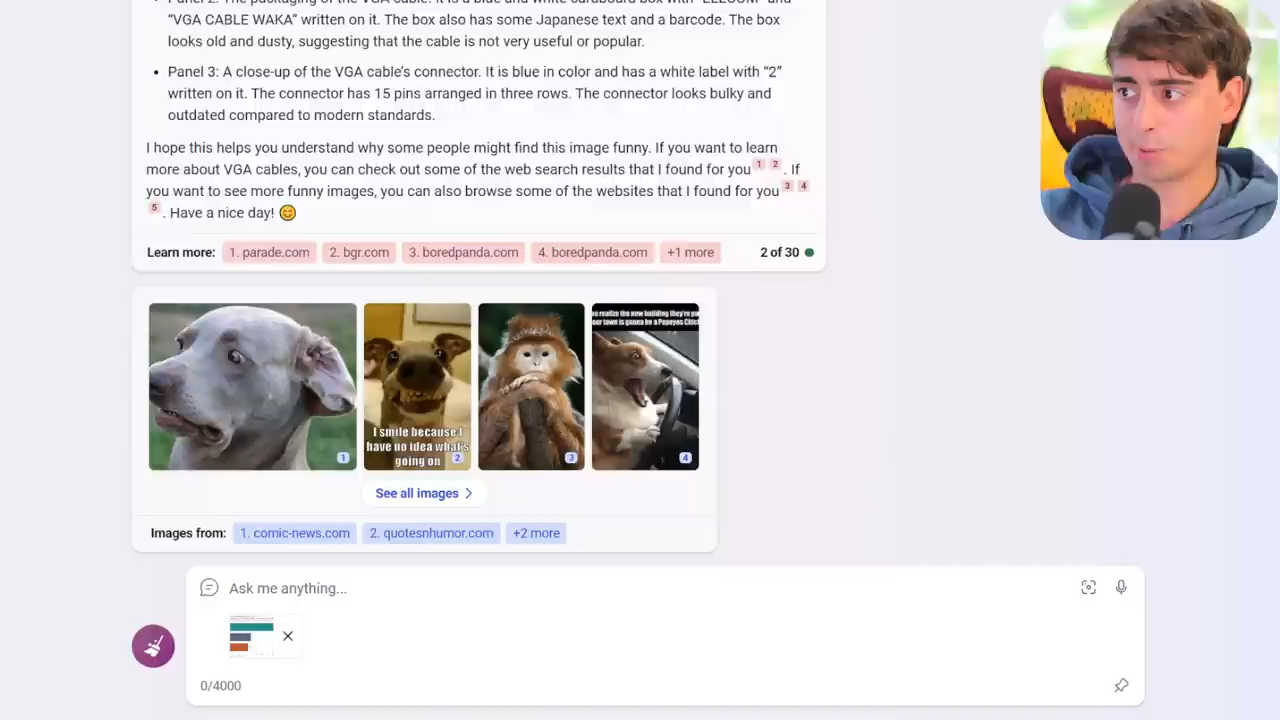 “VGA CABLE WAKA” written on it. The box also has some Japanese text and a barcode. The box
looks old and dusty, suggesting that the cable is not very useful or popular.
• Panel 3: A close-up of the VGA cable’s connector. It is blue in color and has a white label with “2”
written on it. The connector has 15 pins arranged in three rows. The connector looks bulky and
outdated compared to modern standards.
I hope this helps you understand why some people might find this image funny. If you want to learn
more about VGA cables, you can check out some of the web search results that I found for you 1 2 . If
you want to see more funny images, you can also browse some of the websites that I found for you 3 4
5 . Have a nice day! 😊
Learn more: 1. parade.com 2. bgr.com 3. boredpanda.com 4. boredpanda.com +1 more 2 of 30
I smile because I
have no idea what's
going on
1 2 3 4
See all images
Images from: 1. comic-news.com 2. quotesnhumor.com +2 more
Ask me anything...
0/4000